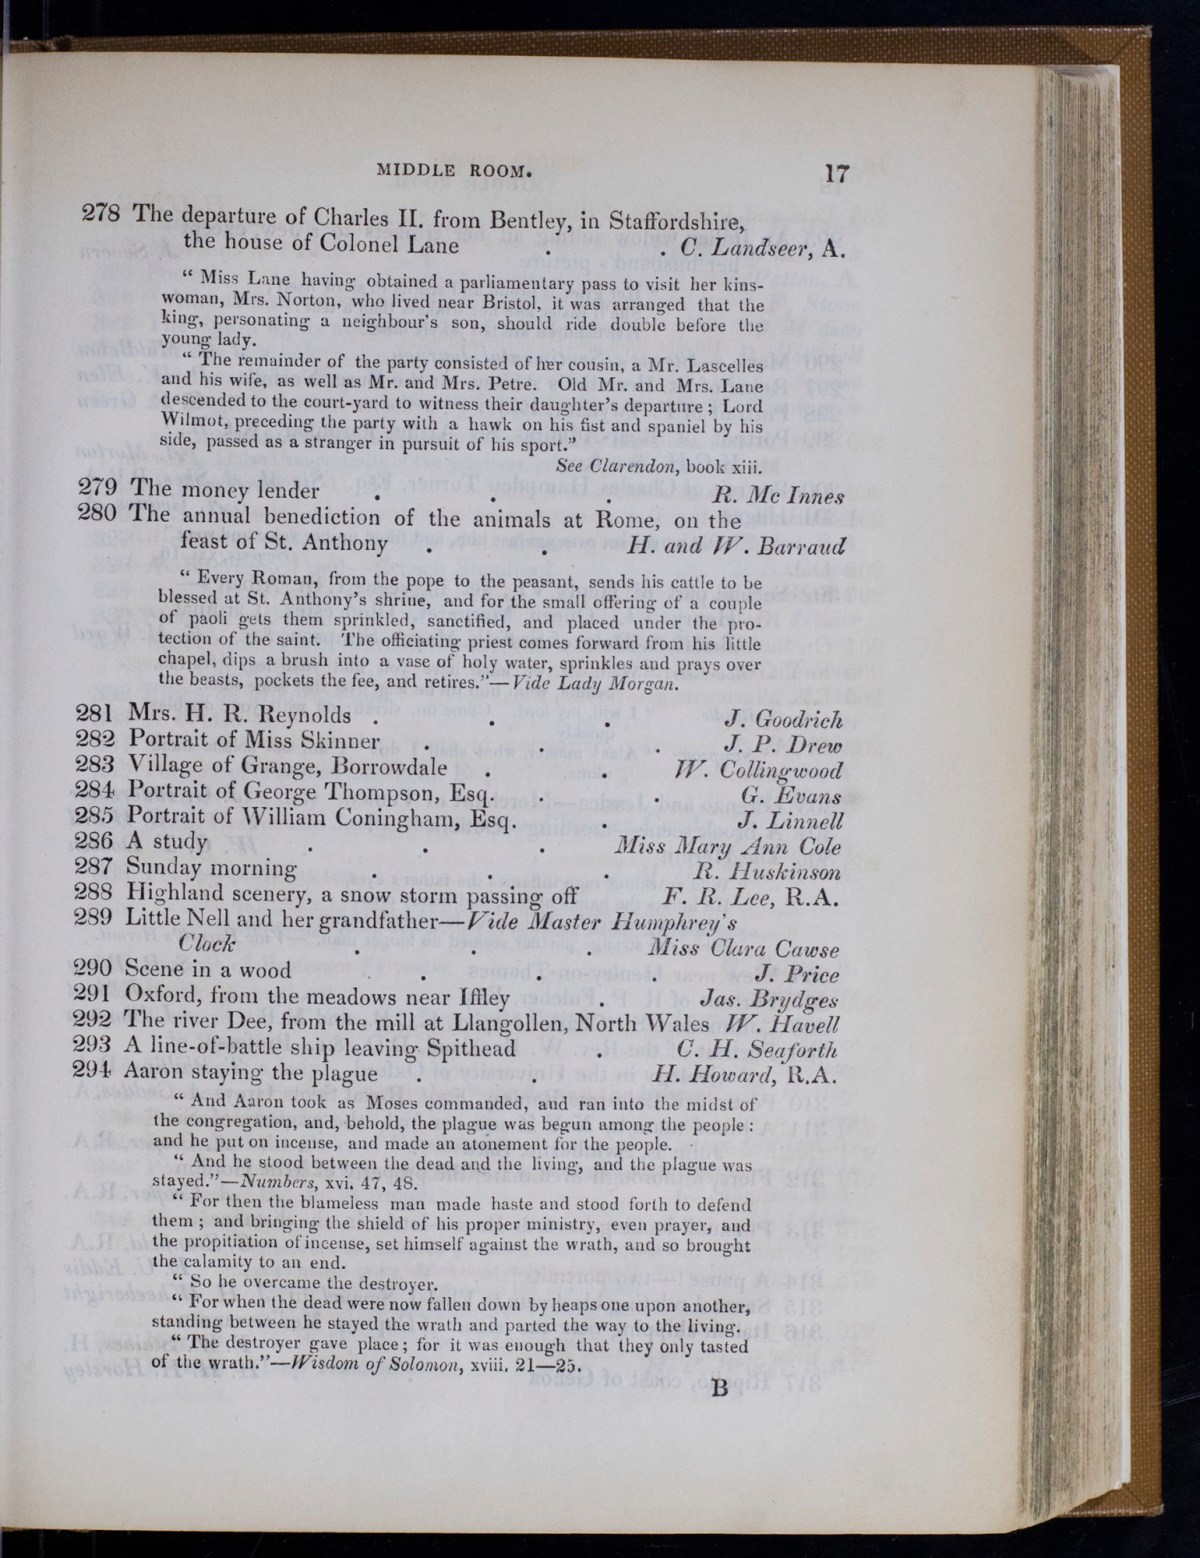 MIDDLE ROOM. 17
278 The departure of Charles II. from Bentley, in Staffordshire,
the house of Colonel Lane . . C. Landseer, A.
“ Miss Lane having obtained a parliamentary pass to visit her kins-
woman, Mrs. Norton, who lived near Bristol, it was arranged that the
king, personating a neighbour's son, should ride double before the
young lady.
“ The remainder of the party consisted of her cousin, a Mr. Lascelles
and his wife, as well as Mr. and Mrs. Petre. Old Mr. and Mrs. Lane
descended to the court-yard to witness their daughter's departure ; Lord
Wilmot, preceding the party with a hawk on his fist and spaniel by his
side, passed as a stranger in pursuit of his sport.”
See Clarendon, book xiii.
279 The money lender . . . R. Mc Innes
280 The annual benediction of the animals at Rome, on the
feast of St. Anthony . . H. and W. Barraud
“ Every Roman, from the pope to the peasant, sends his cattle to be
blessed at St. Anthony's shrine, and for the small offering of a couple
of paoli gets them sprinkled, sanctified, and placed under the pro-
tection of the saint. The officiating priest comes forward from his little
chapel, dips a brush into a vase of holy water, sprinkles and prays over
the beasts, pockets the fee, and retires.”—Vide Lady Morgan.
281 Mrs. H. R. Reynolds . . . J. Goodrich
282 Portrait of Miss Skinner . . . J. P. Drew
283 Village of Grange, Borrowdale . . W. Collingwood
284 Portrait of George Thompson, Esq. . . G. Evans
285 Portrait of William Coningham, Esq. . J. Linnell
286 A study . . . Miss Mary Ann Cole
287 Sunday morning . . . R. Huskinson
288 Highland scenery, a snow storm passing off F. R. Lee, R.A.
289 Little Nell and her grandfather—Vide Master Humphrey's
Clock . . . Miss Clara Cawse
290 Scene in a wood . . . J. Price
291 Oxford, from the meadows near Iffley . Jas. Brydges
292 The river Dee, from the mill at Llangollen, North Wales W. Havell
293 A line-of-battle ship leaving Spithead . C. H. Seaforth
294 Aaron staying the plague . . H. Howard, R.A.
“ And Aaron took as Moses commanded, and ran into the midst of
the congregation, and, behold, the plague was begun among the people :
and he put on incense, and made an atonement for the people.
“ And he stood between the dead and the living, and the plague was
stayed.”—Numbers, xvi. 47, 48.
“ For then the blameless man made haste and stood forth to defend
them ; and bringing the shield of his proper ministry, even prayer, and
the propitiation of incense, set himself against the wrath, and so brought
the calamity to an end.
“ So he overcame the destroyer.
“ For when the dead were now fallen down by heaps one upon another,
standing between he stayed the wrath and parted the way to the living.
“ The destroyer gave place ; for it was enough that they only tasted
of the wrath.”—Wisdom of Solomon, xviii. 21—25.
B